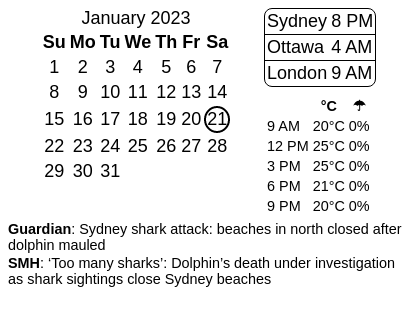 January 2023
Su Mo Tu We Th Fr Sa
1 2 3 4 5 6 7
8 9 10 11 12 13 14
15 16 17 18 19 20 21
22 23 24 25 26 27 28
29 30 31
Sydney 8 PM
Ottawa 4 AM
London 9 AM
°C ☂
9 AM 20°C 0%
12 PM 25°C 0%
3 PM 25°C 0%
6 PM 21°C 0%
9 PM 20°C 0%
Guardian: Sydney shark attack: beaches in north closed after
dolphin mauled
SMH: ‘Too many sharks’: Dolphin’s death under investigation
as shark sightings close Sydney beaches